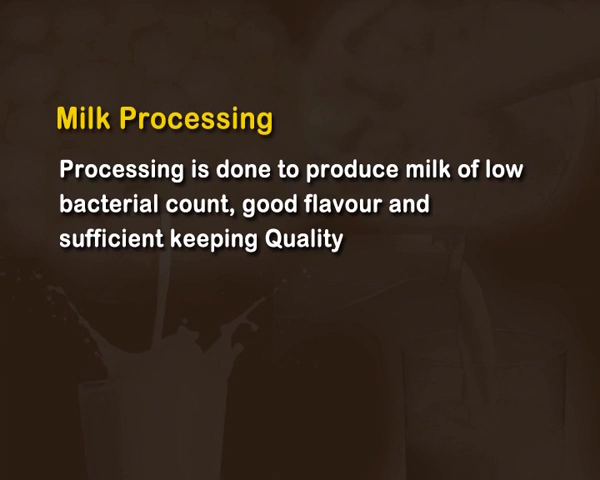 Milk Processing
Processing is done to produce milk of low
bacterial count, good flavour and
sufficient keeping Quality